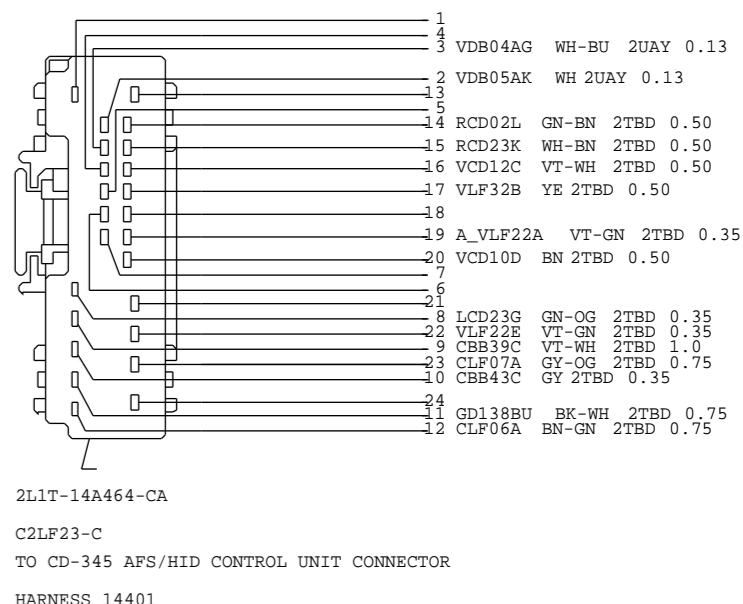 1
4
3 VDB04AG WH-BU 2UAY 0.13
2 VDB05AK WH 2UAY 0.13
13
5
14 RCD02L GN-BN 2TBD 0.50
15 RCD23K WH-BN 2TBD 0.50
16 VCD12C VT-WH 2TBD 0.50
17 VLF32B YE 2TBD 0.50
18
19 A_VLF22A VT-GN 2TBD 0.35
20 VCD10D BN 2TBD 0.50
7
6
21
8 LCD23G GN-OG 2TBD 0.35
22 VLF22E VT-GN 2TBD 0.35
9 CBB39C VT-WH 2TBD 1.0
23 CLF07A GY-OG 2TBD 0.75
10 CBB43C GY 2TBD 0.35
24
11 GD138BU BK-WH 2TBD 0.75
12 CLF06A BN-GN 2TBD 0.75
2L1T-14A464-CA
C2LF23-C
TO CD-345 AFS/HID CONTROL UNIT CONNECTOR
HARNESS 14401